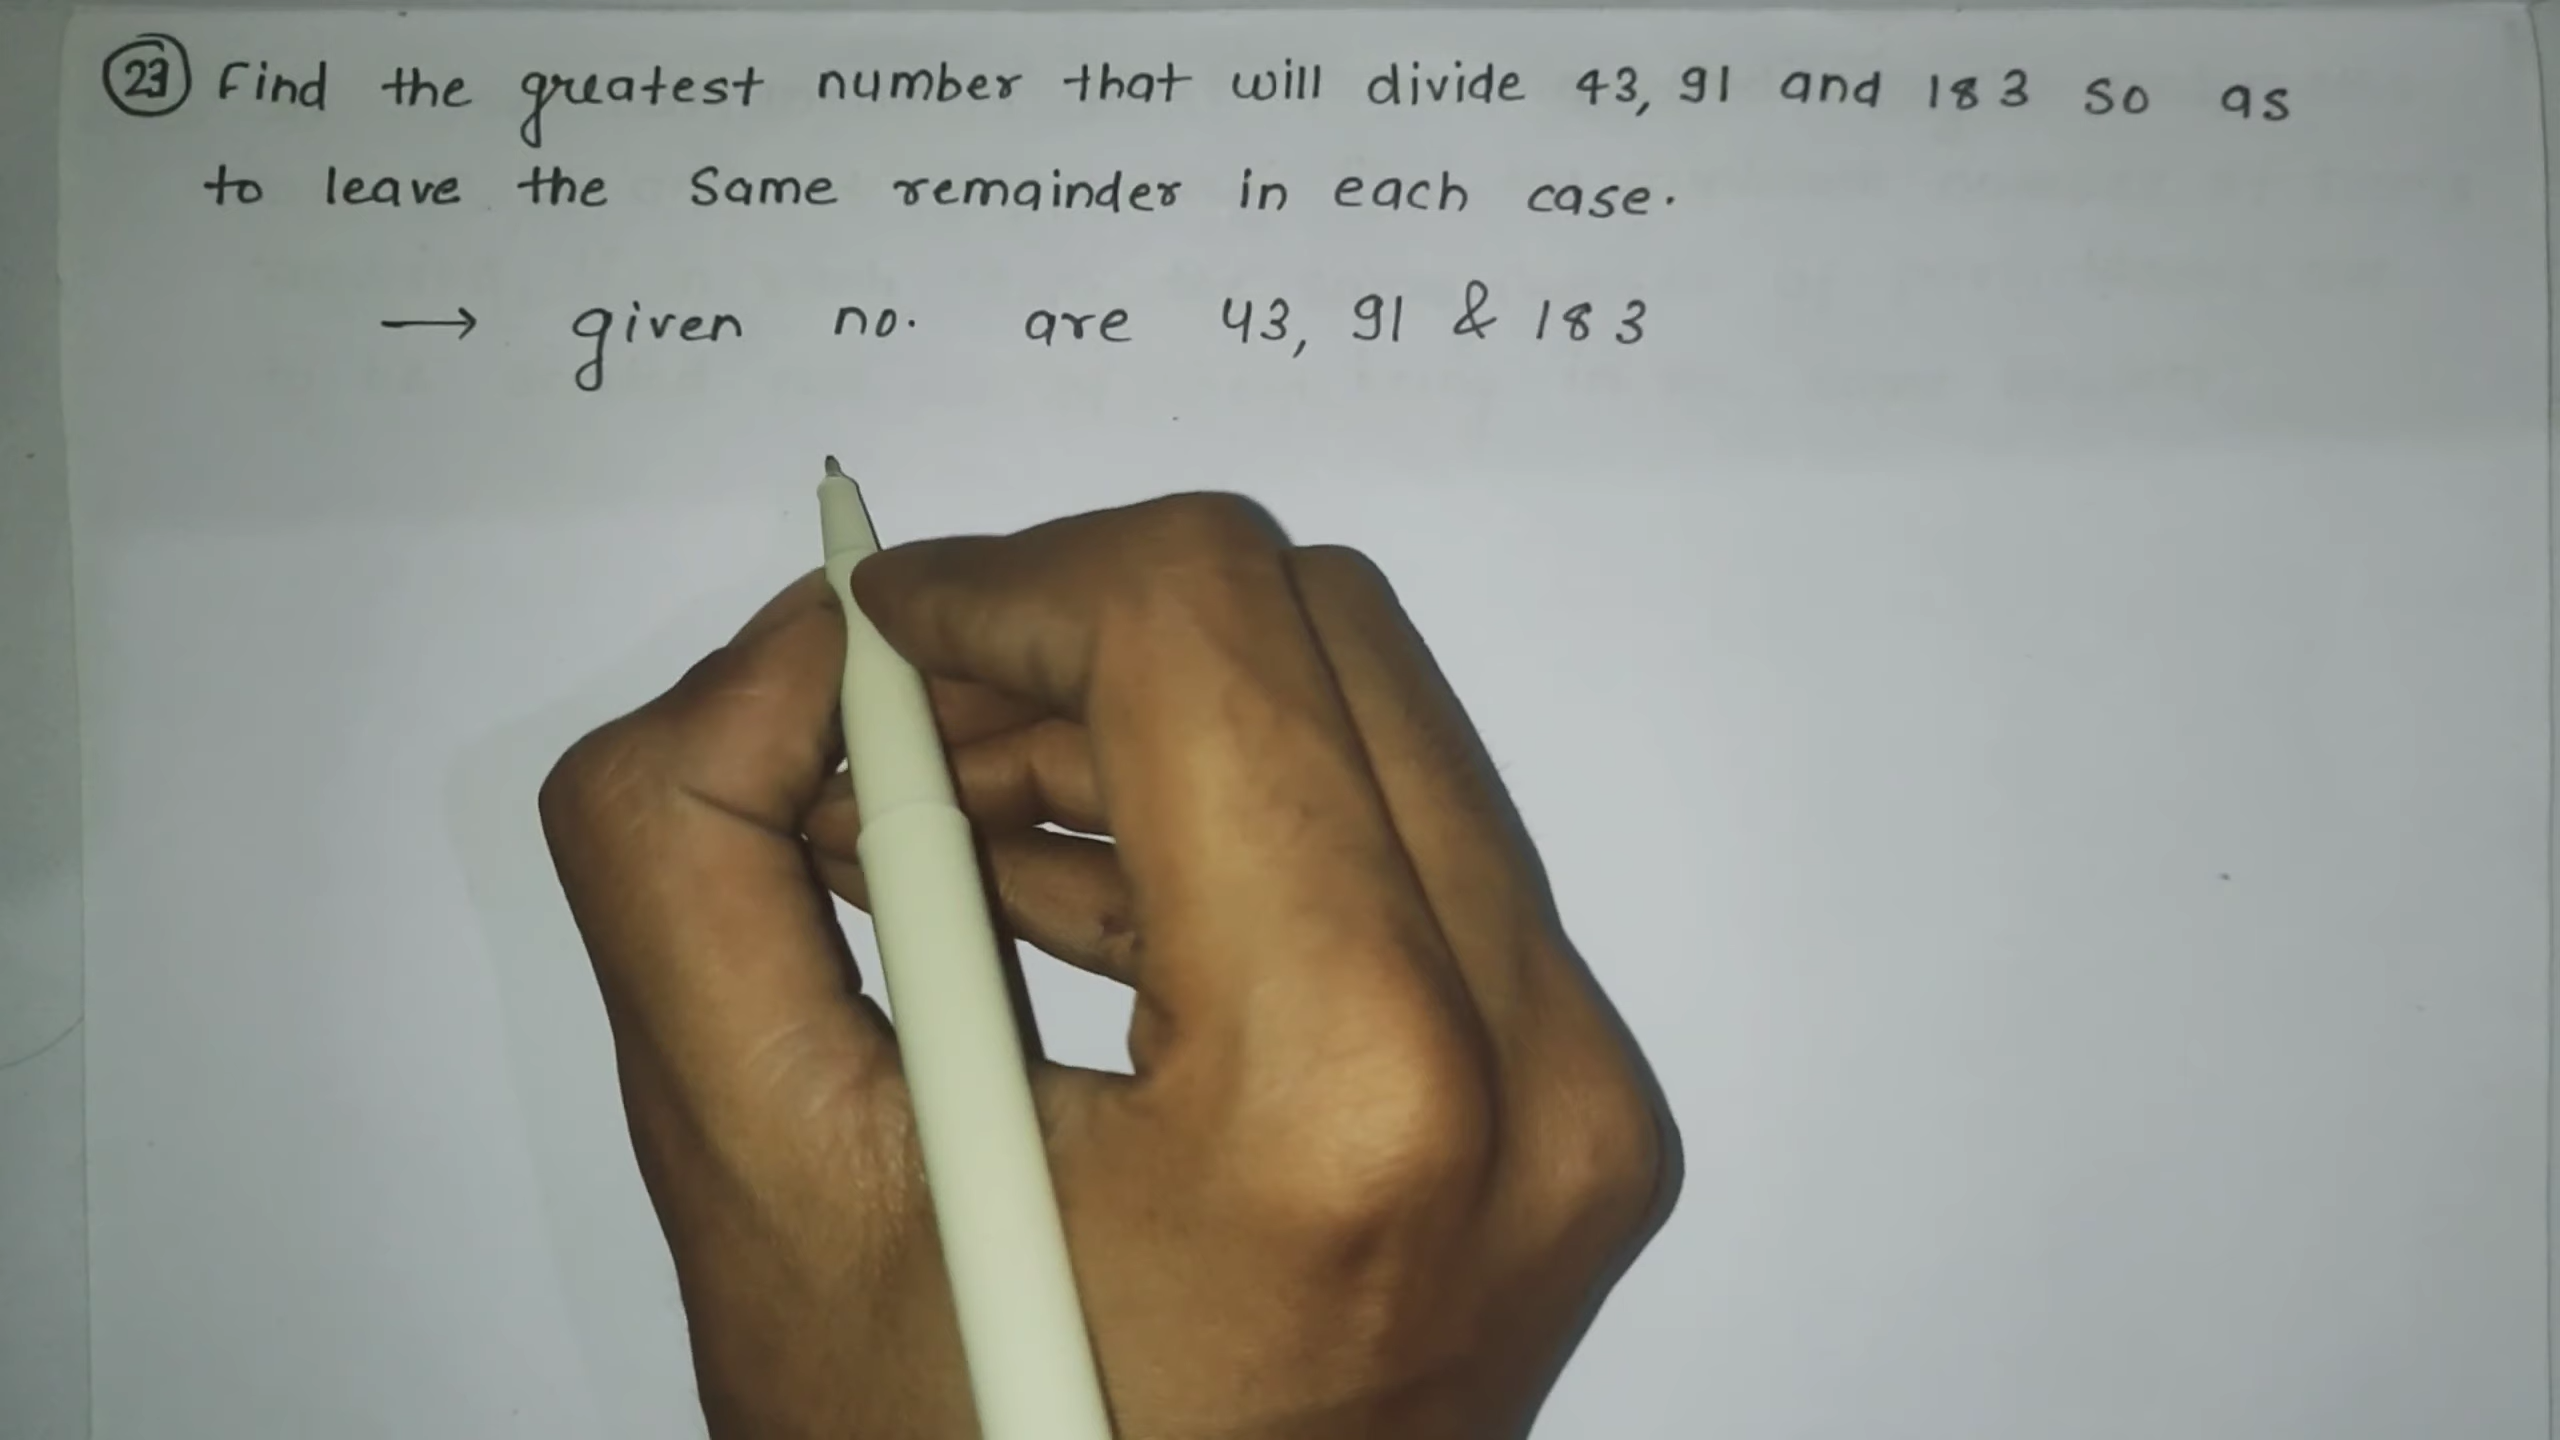 23 Find the greatest number that will divide 43, 91 and 183 so as
to leave the same remainder in each case.
→ given no. are 43, 91 & 183